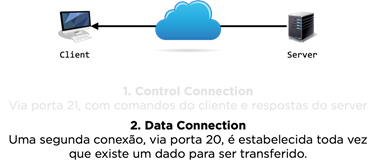 Client
Server
1. Control Connection
Via porta 21, com comandos do cliente e respostas do server
2. Data Connection
Uma segunda conexão, via porta 20, é estabelecida toda vez
que existe um dado para ser transferido.